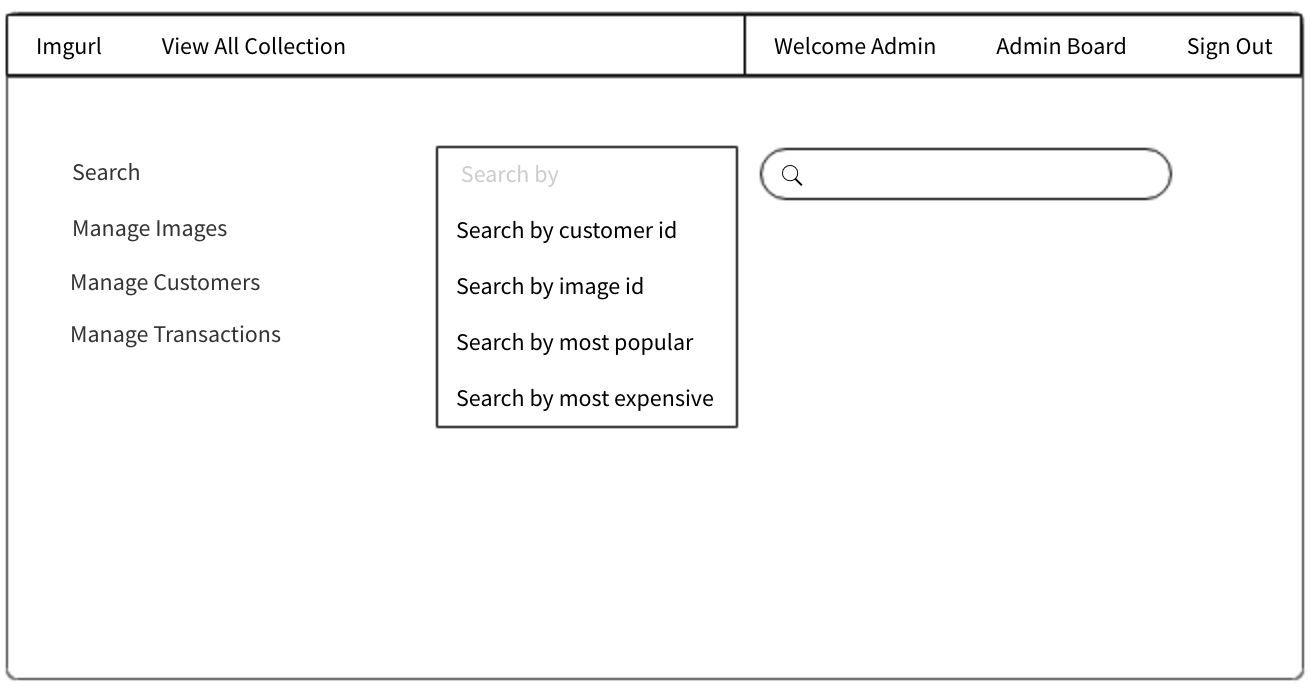 Imgurl View All Collection Welcome Admin Admin Board Sign Out
Search
Manage Images
Manage Customers
Manage Transactions
Search by
Search by customer id
Search by image id
Search by most popular
Search by most expensive